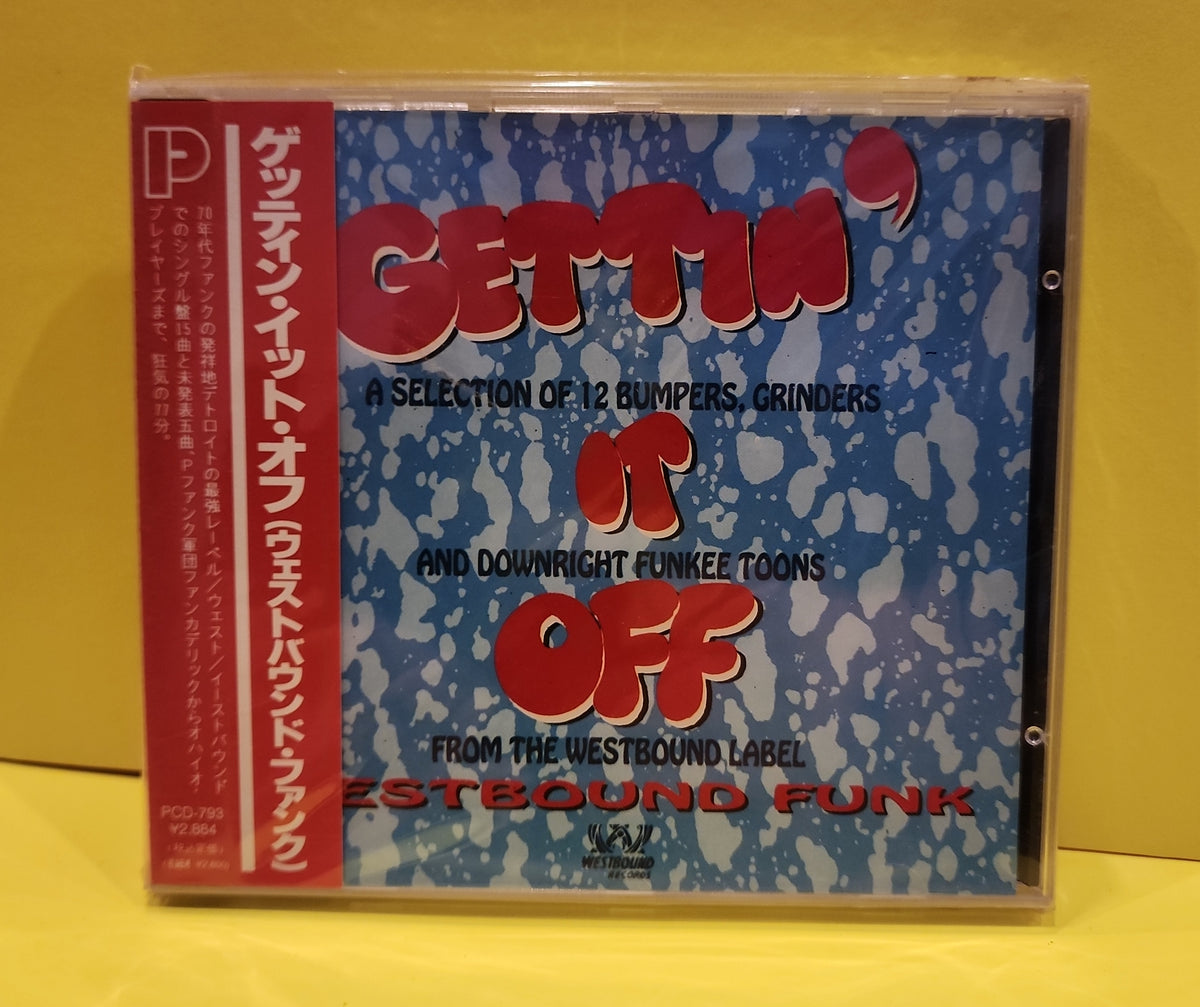 ゲッティン・イット・オフ(ウェストバウンド・ファンク)
70年代ファンクの発祥地デトロイトの最強レーベル/ウェスト/イーストバウンド
でのシングル盤15曲と未発表五曲、Pファンク軍団ファンカデリックからオハイオ・
プレイヤーズまで、狂気の77分。
PCD-793
¥2,884
GETTIN'
A SELECTION OF 12 BUMPERS, GRINDERS
IT
AND DOWNRIGHT FUNKEE TOONS
OFF
FROM THE WESTBOUND LABEL
ESTBOUND FUNK
WESTBOUND
RECORDS